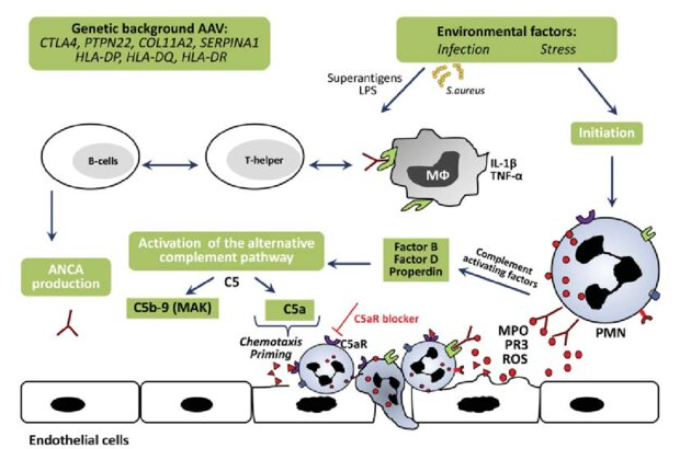 Genetic background AAV:
CTLA4, PTPN22, COL11A2, SERPINA1
HLA-DP, HLA-DQ, HLA-DR
Environmental factors:
Infection Stress
Superantigens
LPS
S.aureus
Initiation
B-cells
T-helper
MΦ
IL-1β
TNF-α
Activation of the alternative
complement pathway
Factor B
Factor D
Properdin
Complement
activating factors
ANCA
production
C5
C5b-9 (MAK)
C5a
C5aR blocker
Chemotaxis
Priming
C5aR
MPO
PR3
ROS
PMN
Endothelial cells